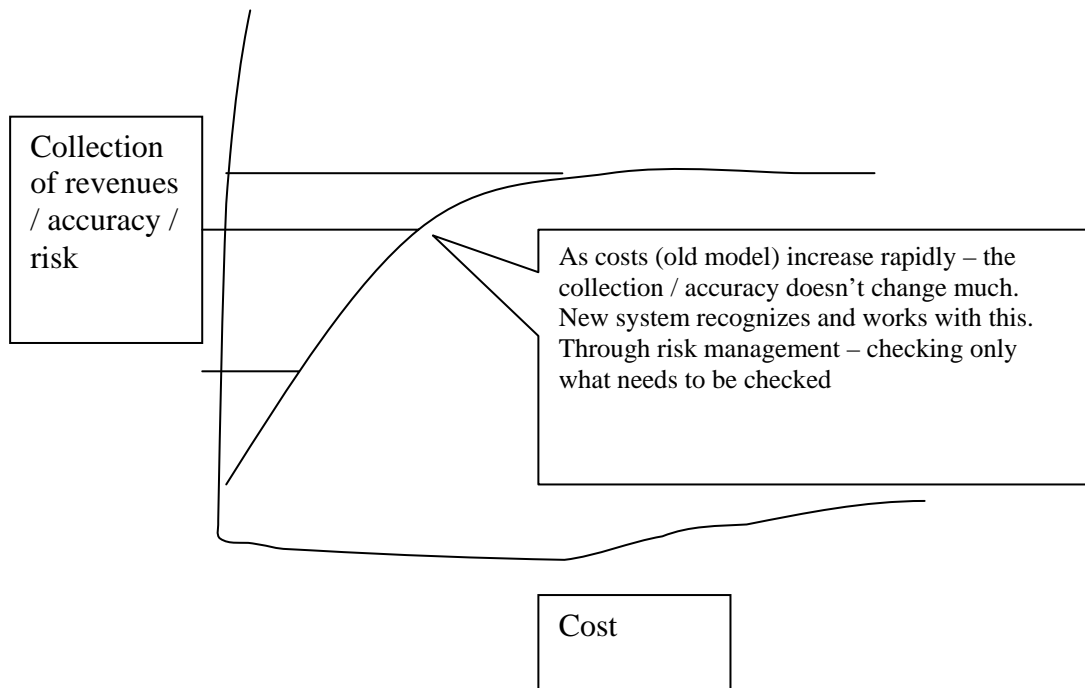 Collection
of revenues
/ accuracy /
risk
As costs (old model) increase rapidly – the
collection / accuracy doesn’t change much.
New system recognizes and works with this.
Through risk management – checking only
what needs to be checked
Cost